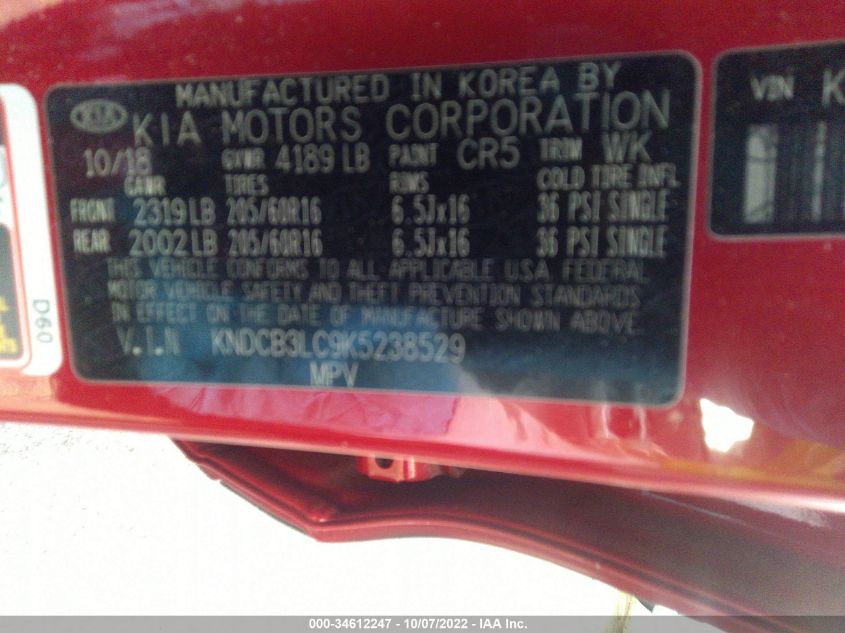 MANUFACTURED IN KOREA BY
KIA KIA MOTORS CORPORATION
10/18 GVWR 4189 LB PAINT CR5 TRIM WK
GAWR TIRES RIMS COLD TIRE INFL
FRONT 2319 LB 205/60R16 6.5Jx16 36 PSI SINGLE
REAR 2002 LB 205/60R16 6.5Jx16 36 PSI SINGLE
THIS VEHICLE CONFORMS TO ALL APPLICABLE U.S.A. FEDERAL
MOTOR VEHICLE SAFETY AND THEFT PREVENTION STANDARDS
IN EFFECT ON THE DATE OF MANUFACTURE SHOWN ABOVE.
V.I.N KNDCB3LC9K5238529
MPV
VIN K
D60
000-34612247 - 10/07/2022 - IAA Inc.